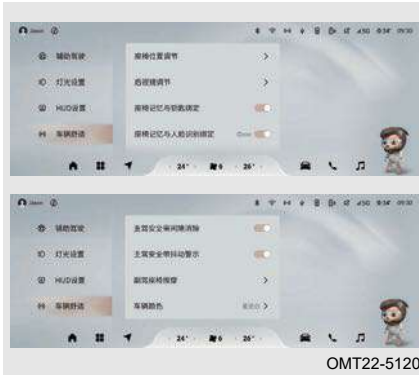 辅助驾驶
座椅位置调节
灯光设置
后视镜调节
HUD设置
座椅记忆与钥匙绑定
车辆舒适
座椅记忆与人脸识别绑定
24°
6
26°
辅助驾驶
主驾安全带间隙消除
灯光设置
主驾安全带抖动警示
HUD设置
副驾座椅按摩
车辆舒适
车辆颜色
24°
6
26°
OMT22-5120